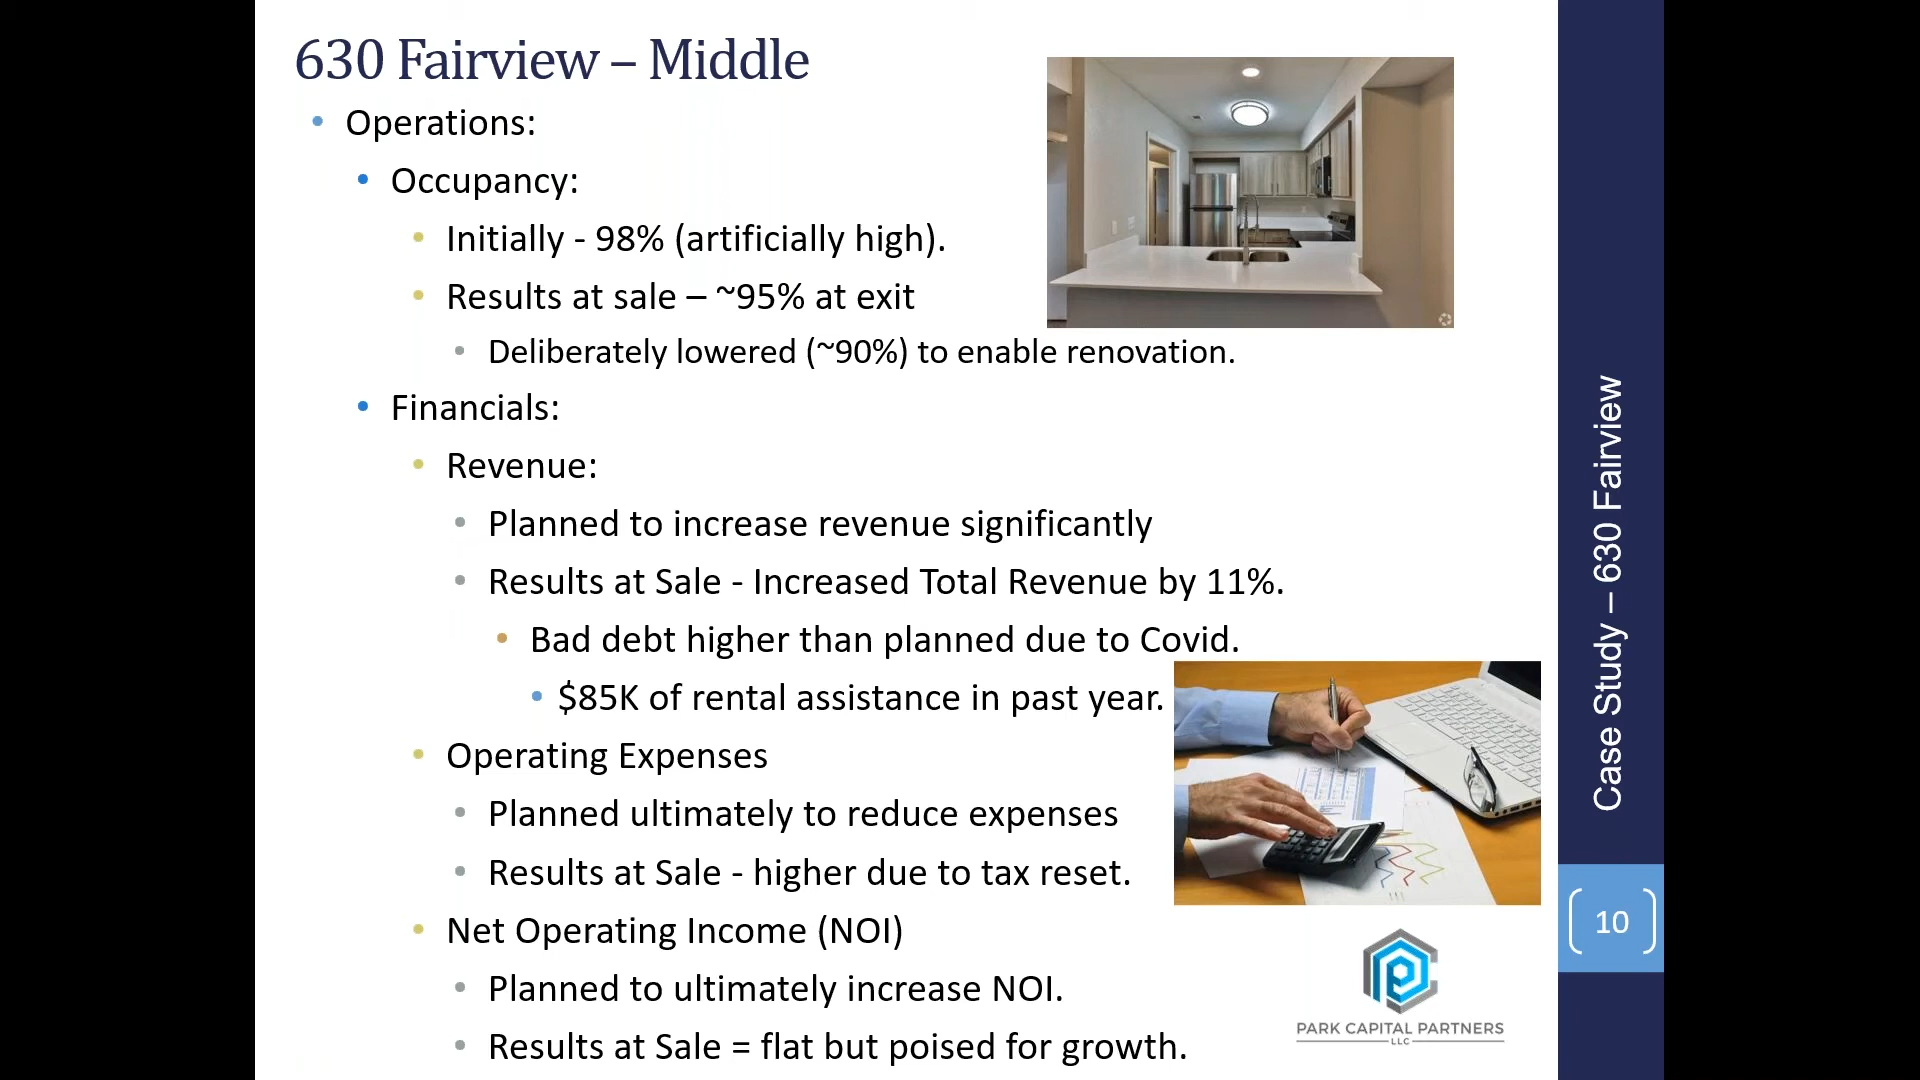 630 Fairview – Middle
Operations:
Occupancy:
Initially - 98% (artificially high).
Results at sale – ~95% at exit
Deliberately lowered (~90%) to enable renovation.
Financials:
Revenue:
Planned to increase revenue significantly
Results at Sale - Increased Total Revenue by 11%.
Bad debt higher than planned due to Covid.
$85K of rental assistance in past year.
Operating Expenses
Planned ultimately to reduce expenses
Results at Sale - higher due to tax reset.
Net Operating Income (NOI)
Planned to ultimately increase NOI.
Results at Sale = flat but poised for growth.
Case Study – 630 Fairview
10
PARK CAPITAL PARTNERS
LLC